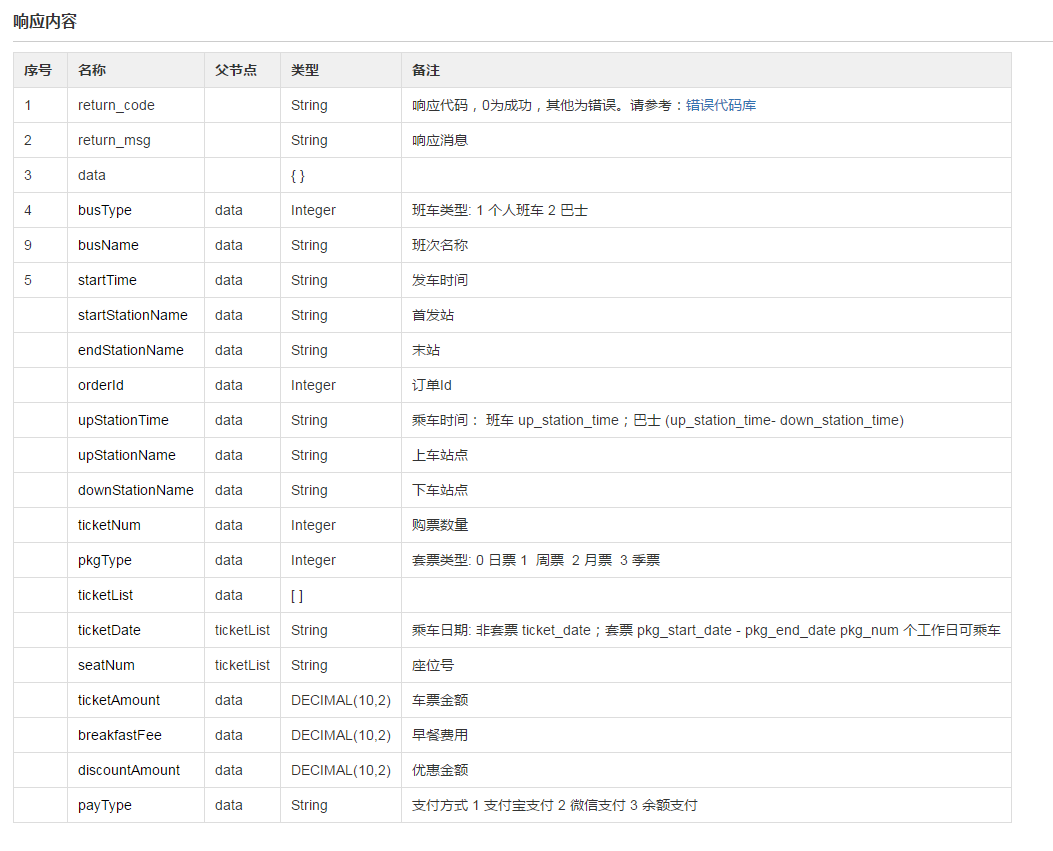 响应内容
序号 名称 父节点 类型 备注
1 return_code String 响应代码，0为成功，其他为错误。请参考：错误代码库
2 return_msg String 响应消息
3 data { }
4 busType data Integer 班车类型: 1 个人班车 2 巴士
9 busName data String 班次名称
5 startTime data String 发车时间
startStationName data String 首发站
endStationName data String 末站
orderId data Integer 订单Id
upStationTime data String 乘车时间： 班车 up_station_time；巴士 (up_station_time- down_station_time)
upStationName data String 上车站点
downStationName data String 下车站点
ticketNum data Integer 购票数量
pkgType data Integer 套票类型: 0 日票 1 周票 2 月票 3 季票
ticketList data [ ]
ticketDate ticketList String 乘车日期: 非套票 ticket_date；套票 pkg_start_date - pkg_end_date pkg_num 个工作日可乘车
seatNum ticketList String 座位号
ticketAmount data DECIMAL(10,2) 车票金额
breakfastFee data DECIMAL(10,2) 早餐费用
discountAmount data DECIMAL(10,2) 优惠金额
payType data String 支付方式 1 支付宝支付 2 微信支付 3 余额支付